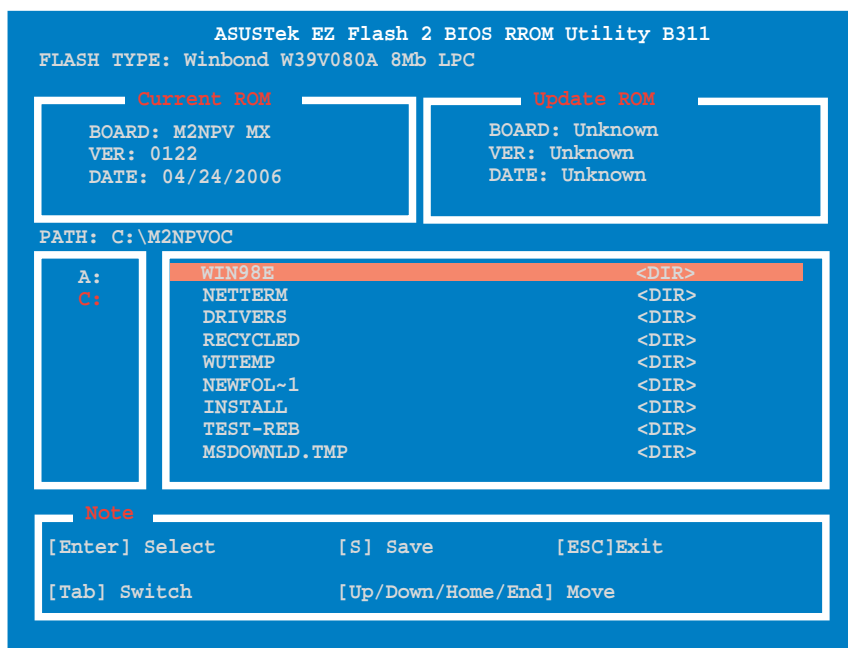 ASUSTek EZ Flash 2 BIOS RROM Utility B311
FLASH TYPE: Winbond W39V080A 8Mb LPC
Current ROM
BOARD: M2NPV MX
VER: 0122
DATE: 04/24/2006
Update ROM
BOARD: Unknown
VER: Unknown
DATE: Unknown
PATH: C:\M2NPVOC
A:
C:
WIN98E <DIR>
NETTERM <DIR>
DRIVERS <DIR>
RECYCLED <DIR>
WUTEMP <DIR>
NEWFOL~1 <DIR>
INSTALL <DIR>
TEST-REB <DIR>
MSDOWNLD.TMP <DIR>
Note
[Enter] Select [S] Save [ESC]Exit
[Tab] Switch [Up/Down/Home/End] Move